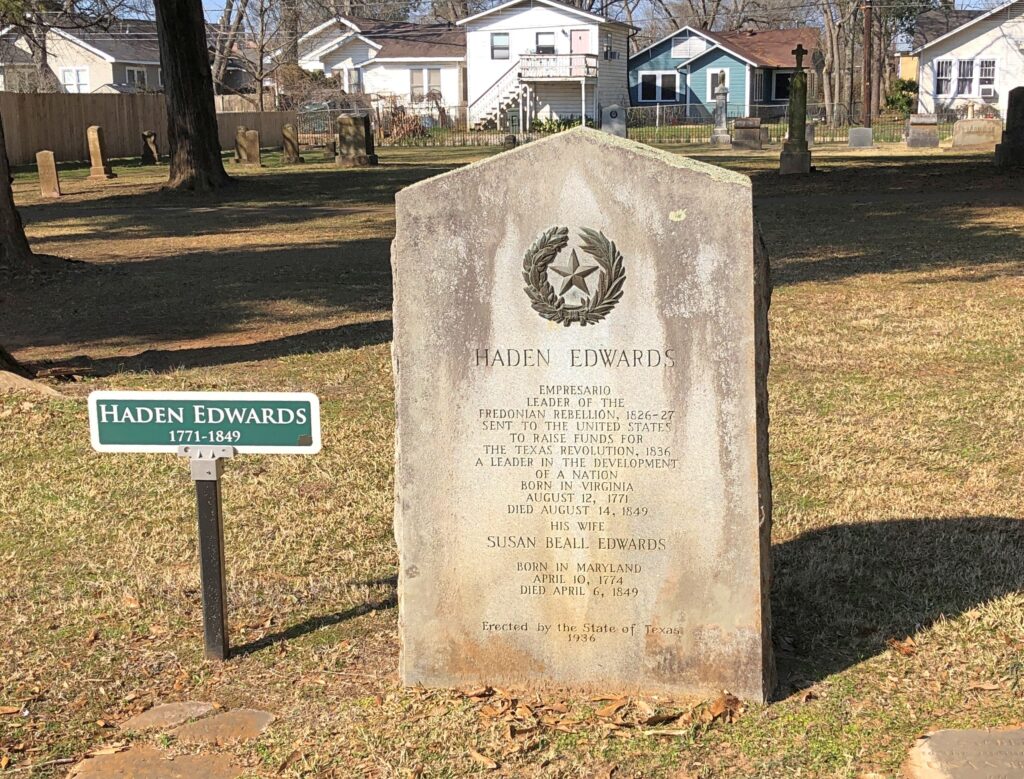 HADEN EDWARDS
1771-1849
HADEN EDWARDS
EMPRESARIO
LEADER OF THE
FREDONIAN REBELLION, 1826-27
SENT TO THE UNITED STATES
TO RAISE FUNDS FOR
THE TEXAS REVOLUTION, 1836
A LEADER IN THE DEVELOPMENT
OF A NATION
BORN IN VIRGINIA
AUGUST 12, 1771
DIED AUGUST 14, 1849
HIS WIFE
SUSAN BEALL EDWARDS
BORN IN MARYLAND
APRIL 10, 1774
DIED APRIL 6, 1849
Erected by the State of Texas
1936